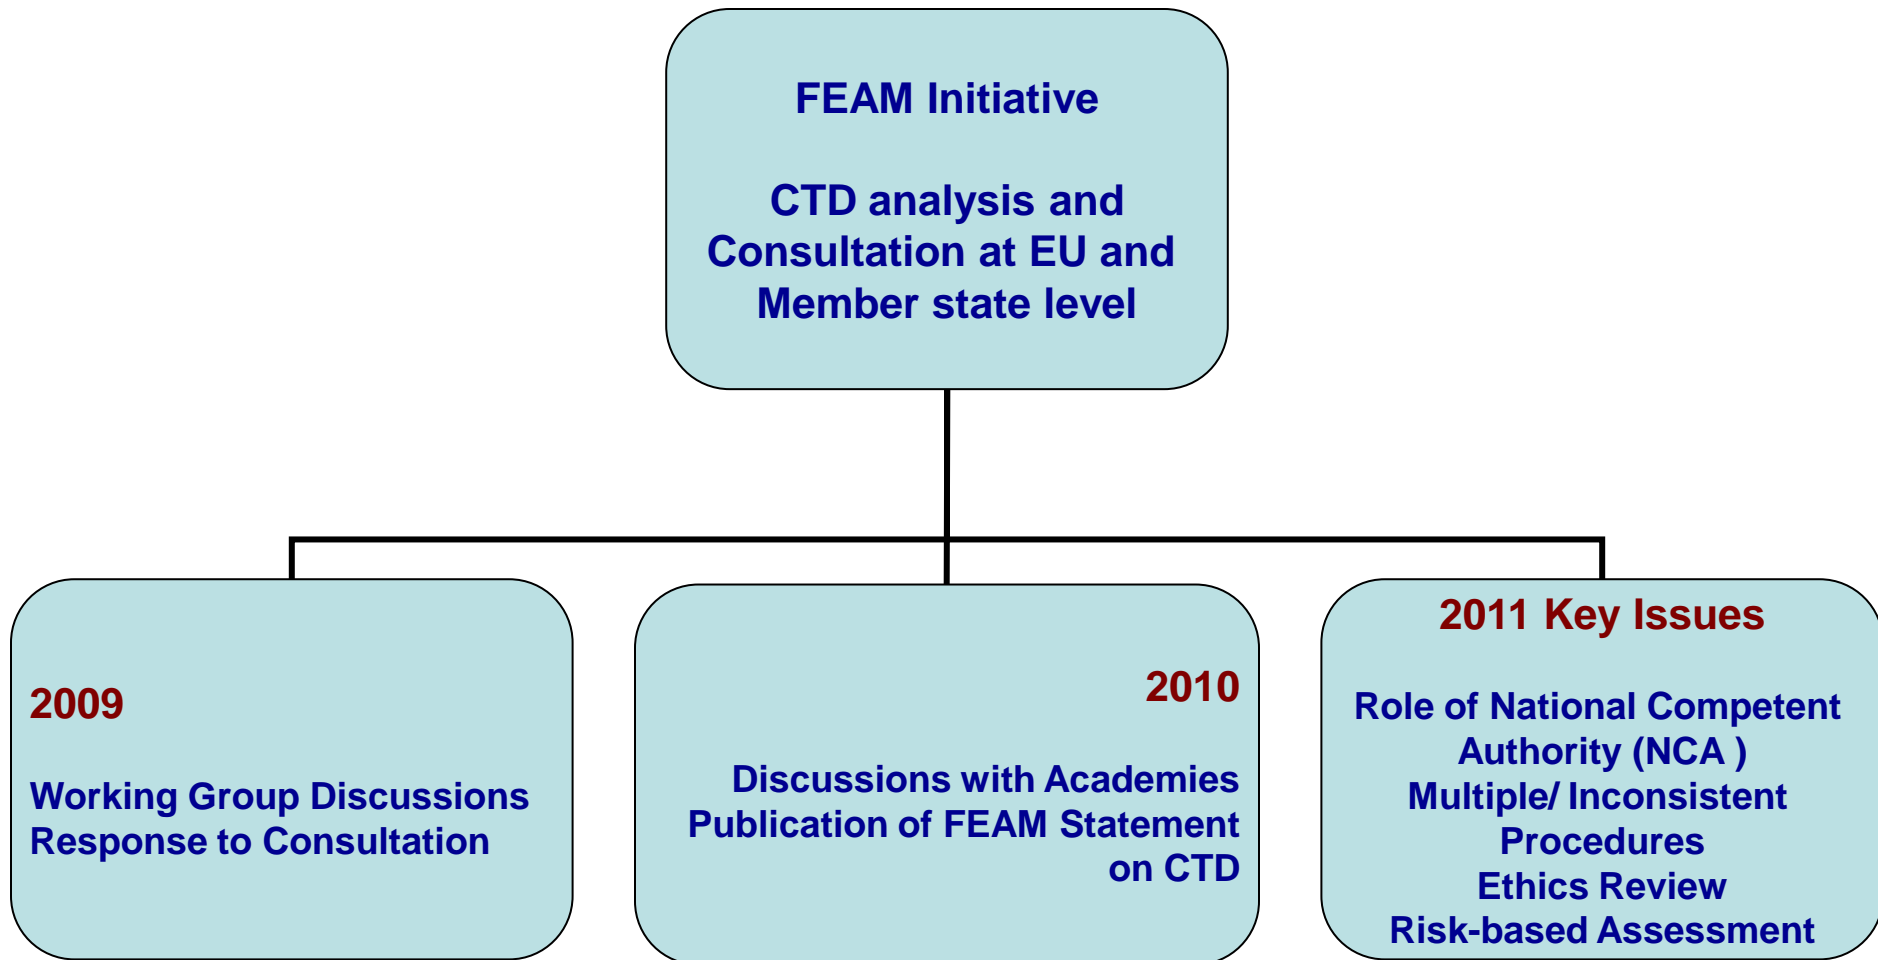 FEAM Initiative
CTD analysis and
Consultation at EU and
Member state level
2009
Working Group Discussions
Response to Consultation
2010
Discussions with Academies
Publication of FEAM Statement
on CTD
2011 Key Issues
Role of National Competent
Authority (NCA )
Multiple/ Inconsistent
Procedures
Ethics Review
Risk-based Assessment